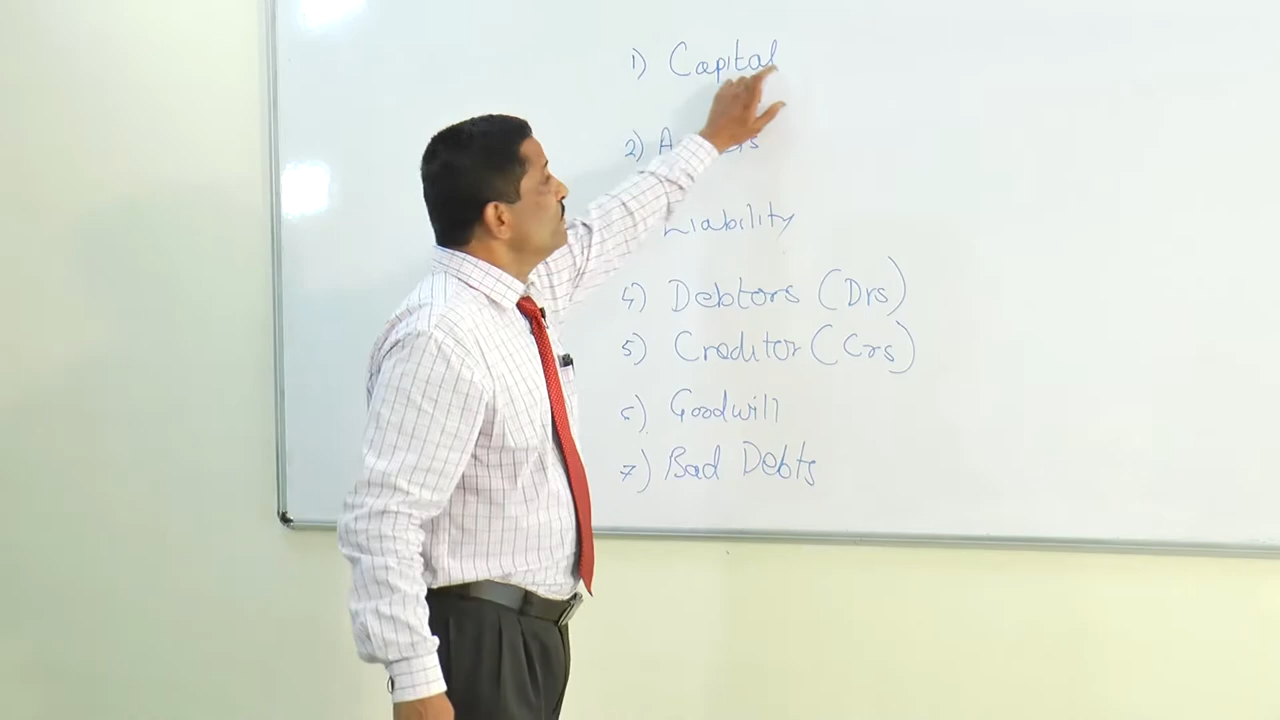 1) Capital
2)
Liability
4) Debtors (Drs)
5) Creditor (Crs)
6) Goodwill
7) Bad Debts